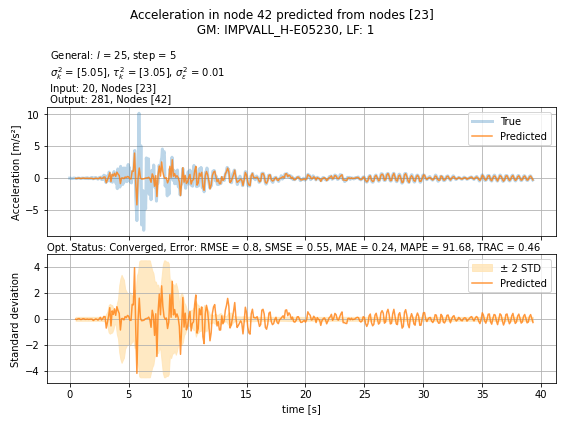 Acceleration in node 42 predicted from nodes [23]
GM: IMPVALL_H-E05230, LF: 1
General: l = 25, step = 5
σ²ₖ = [5.05], τ²ₖ = [3.05], σ²ε = 0.01
Input: 20, Nodes [23]
Output: 281, Nodes [42]
Acceleration [m/s²]
10
5
0
−5
True
Predicted
Opt. Status: Converged, Error: RMSE = 0.8, SMSE = 0.55, MAE = 0.24, MAPE = 91.68, TRAC = 0.46
Standard deviation
4
2
0
−2
−4
± 2 STD
Predicted
0 5 10 15 20 25 30 35 40
time [s]